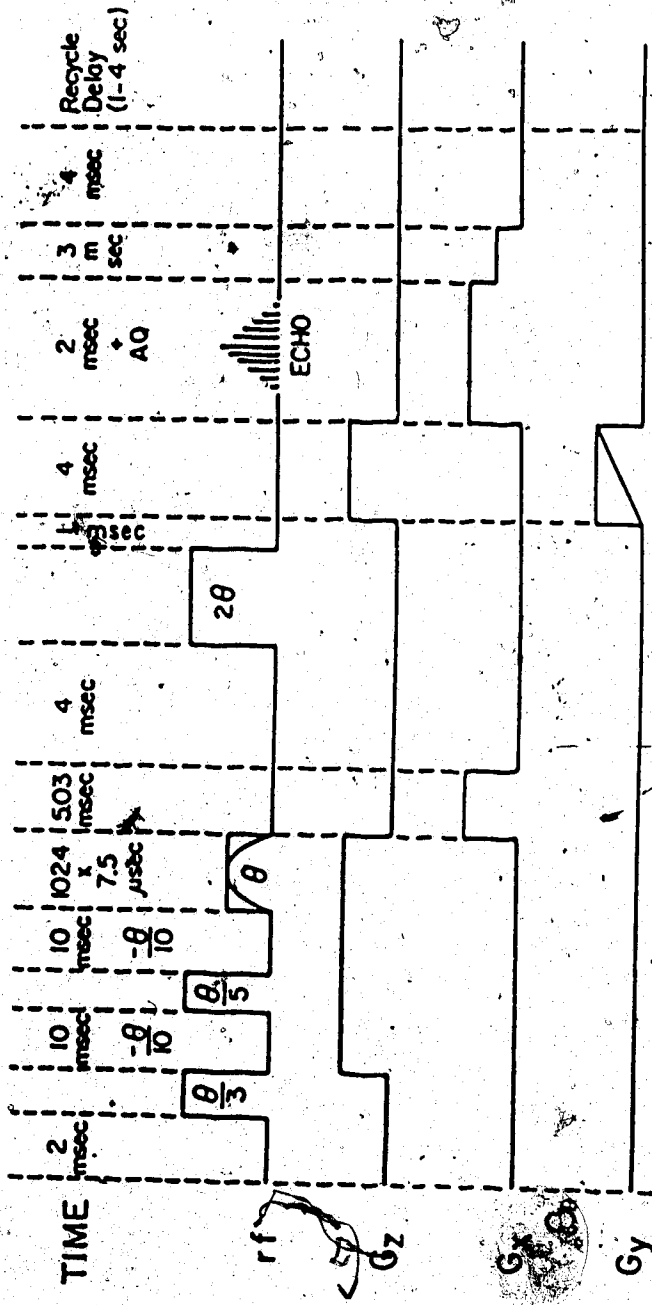 TIME
2 msec
10 msec
10 msec
1024 x 7.5 µsec
5.03 msec
4 msec
1 msec
4 msec
2 msec + AQ
3 m sec
4 msec
Recycle Delay (1-4 sec)
rf
θ/3
-θ/10
θ/5
-θ/10
θ
2θ
ECHO
Gz
Gx
Gy